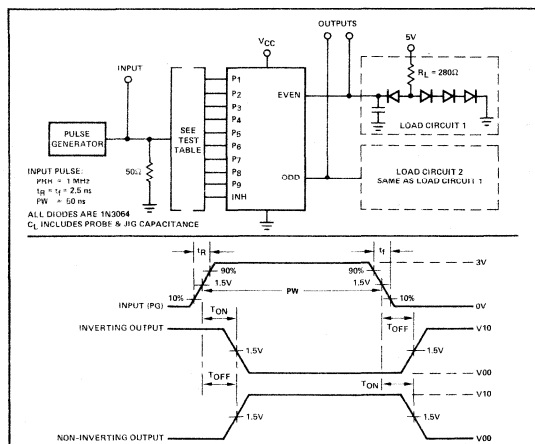 OUTPUTS
VCC
5V
INPUT
RL = 280Ω
P1
P2
P3
P4
P5
P6
P7
P8
P9
INH
EVEN
ODD
PULSE
GENERATOR
SEE
TEST
TABLE
50Ω
LOAD CIRCUIT 1
LOAD CIRCUIT 2
SAME AS LOAD CIRCUIT 1
INPUT PULSE:
PRR = 1 MHz
tR = tf = 2.5 ns
PW = 50 ns
ALL DIODES ARE 1N3064
CL INCLUDES PROBE & JIG CAPACITANCE
tR
tf
3V
90%
90%
1.5V
1.5V
PW
10%
10%
INPUT (PG)
0V
TON
TOFF
INVERTING OUTPUT
V10
1.5V
1.5V
TOFF
TON
V00
V10
1.5V
1.5V
NON-INVERTING OUTPUT
V00